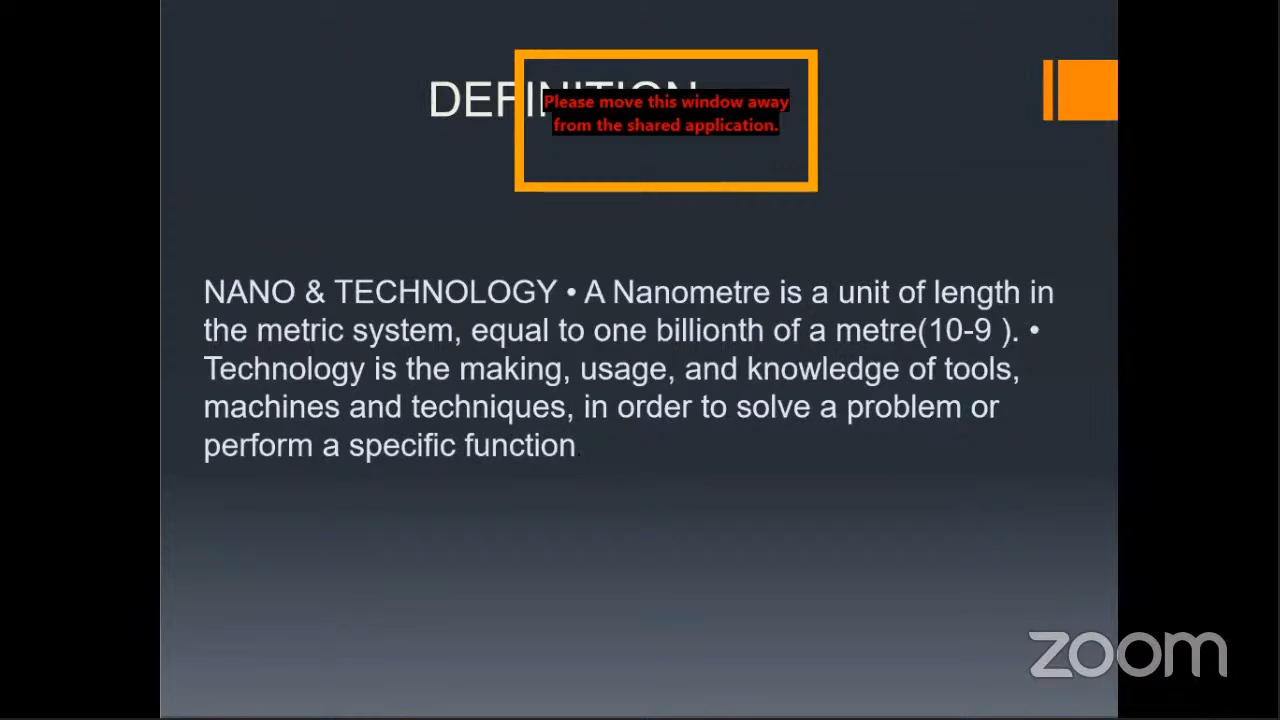 DEFINITION
Please move this window away
from the shared application.
NANO & TECHNOLOGY • A Nanometre is a unit of length in
the metric system, equal to one billionth of a metre(10-9 ). •
Technology is the making, usage, and knowledge of tools,
machines and techniques, in order to solve a problem or
perform a specific function.
zoom